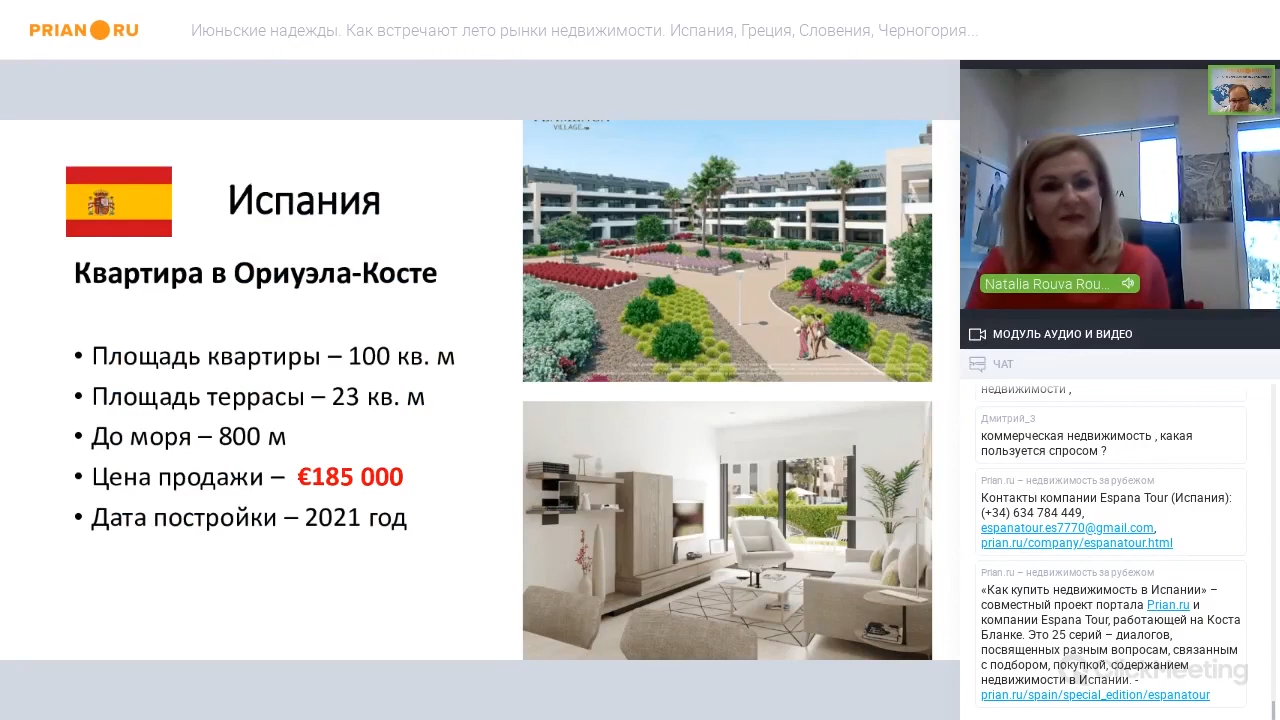 PRIAN RU
Июньские надежды. Как встречают лето рынки недвижимости. Испания, Греция, Словения, Черногория...
VILLAGE
Испания
Квартира в Ориуэла-Косте
• Площадь квартиры – 100 кв. м
• Площадь террасы – 23 кв. м
• До моря – 800 м
• Цена продажи – €185 000
• Дата постройки – 2021 год
Natalia Rouva Rou...
МОДУЛЬ АУДИО И ВИДЕО
ЧАТ
недвижимости ,
Дмитрий_3
коммерческая недвижимость , какая
пользуется спросом ?
Prian.ru – недвижимость за рубежом
Контакты компании Espana Tour (Испания):
(+34) 634 784 449,
espanatour.es7770@gmail.com,
prian.ru/company/espanatour.html
Prian.ru – недвижимость за рубежом
«Как купить недвижимость в Испании» –
совместный проект портала Prian.ru и
компании Espana Tour, работающей на Коста
Бланке. Это 25 серий – диалогов,
посвященных разным вопросам, связанным
с подбором, покупкой, содержанием
недвижимости в Испании. -
prian.ru/spain/special_edition/espanatour
ClickMeeting